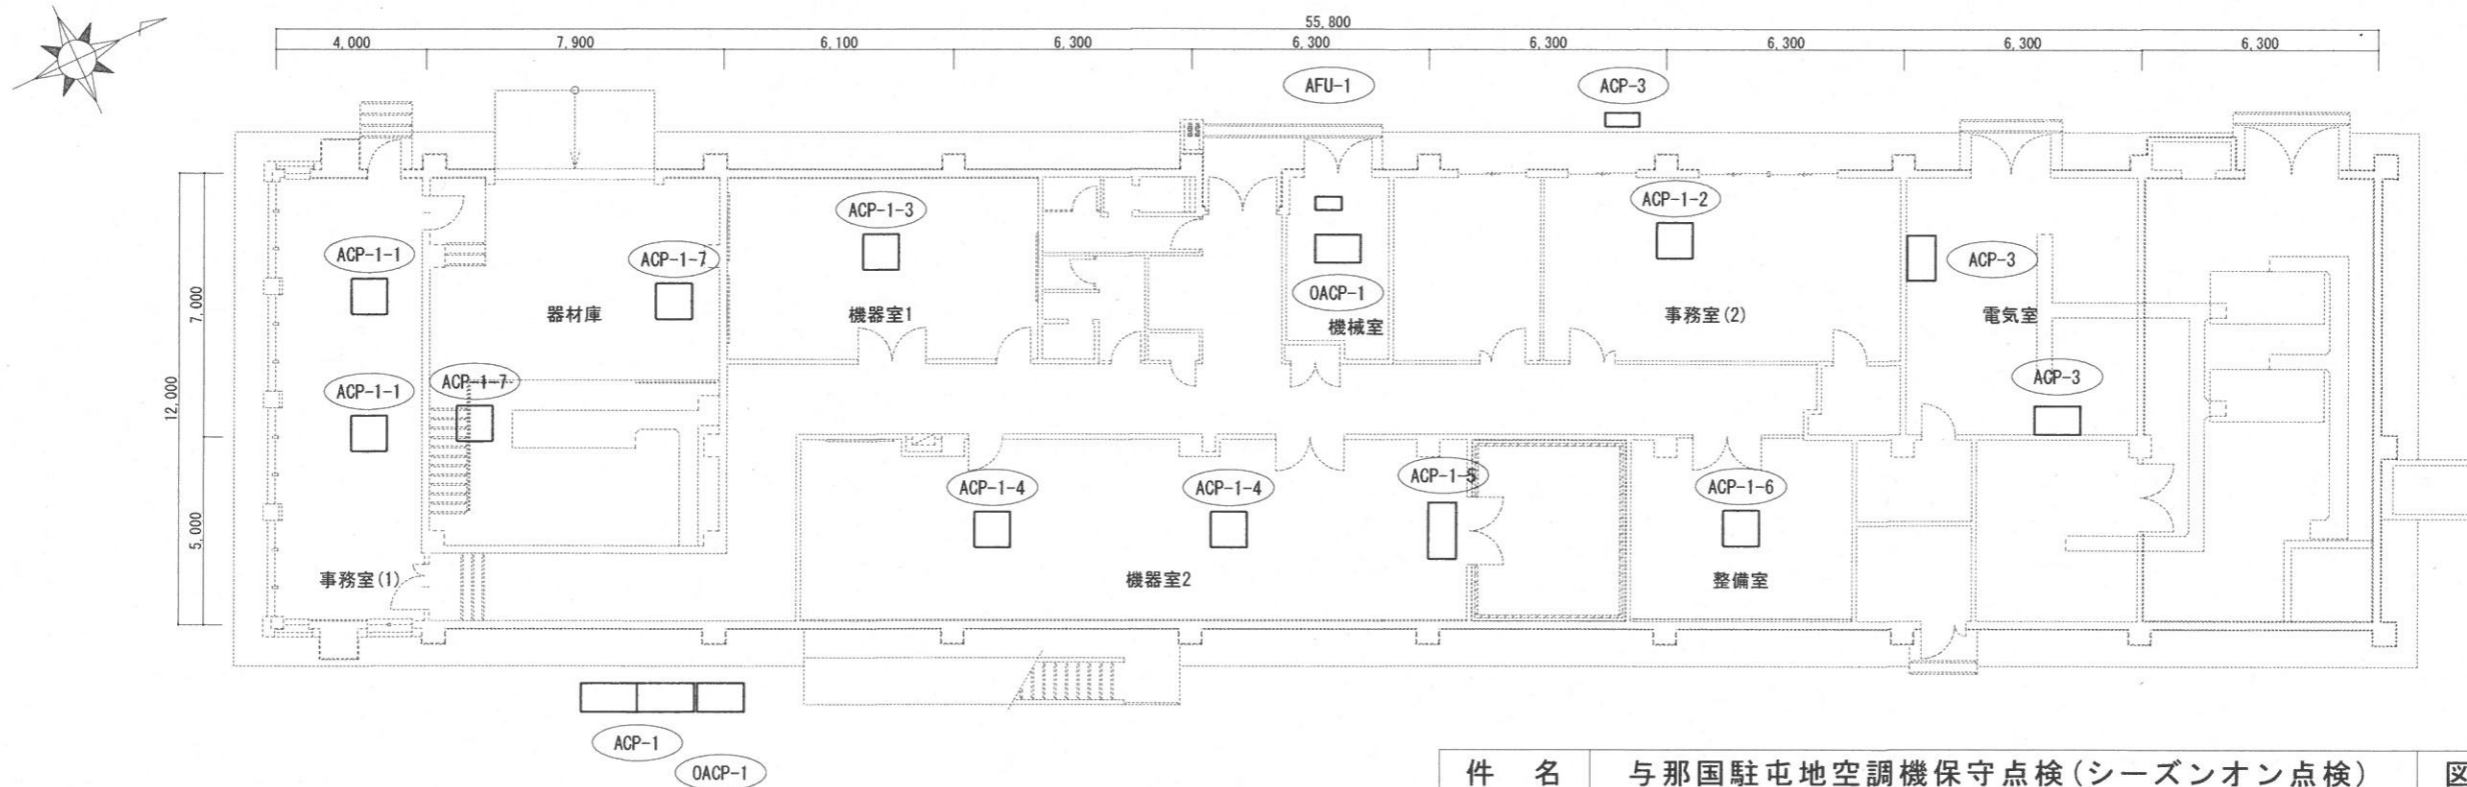 55,800
4,000 7,900 6,100 6,300 6,300 6,300 6,300 6,300 6,300
AFU-1 ACP-3
ACP-1-3 ACP-1-2
ACP-1-1 ACP-1-7 ACP-3
OACP-1
7,000 器材庫 機器室1 機械室 事務室(2) 電気室
ACP-1-1 ACP-1-7 ACP-3
12,000
ACP-1-4 ACP-1-4 ACP-1-5 ACP-1-6
5,000
事務室(1) 機器室2 整備室
ACP-1
OACP-1
件 名 与那国駐屯地空調機保守点検(シーズンオン点検) 図